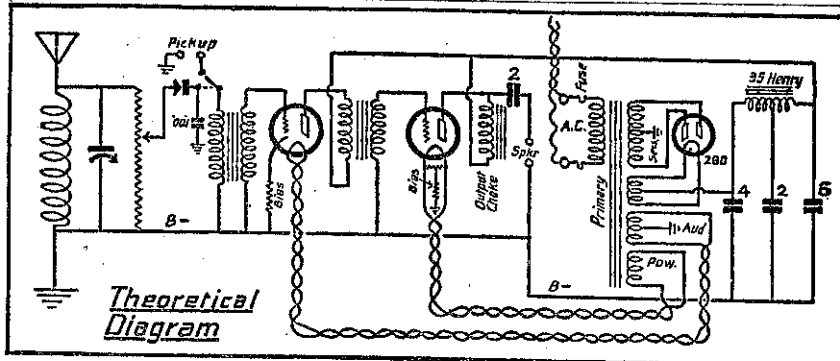 Pickup
.001
Bias
B-
Bias
Output
Choke
2
Spkr
Fuse
A.C.
Primary
Sec.
280
35 Henry
4
2
8
Aud
Pow.
B-
Theoretical
Diagram